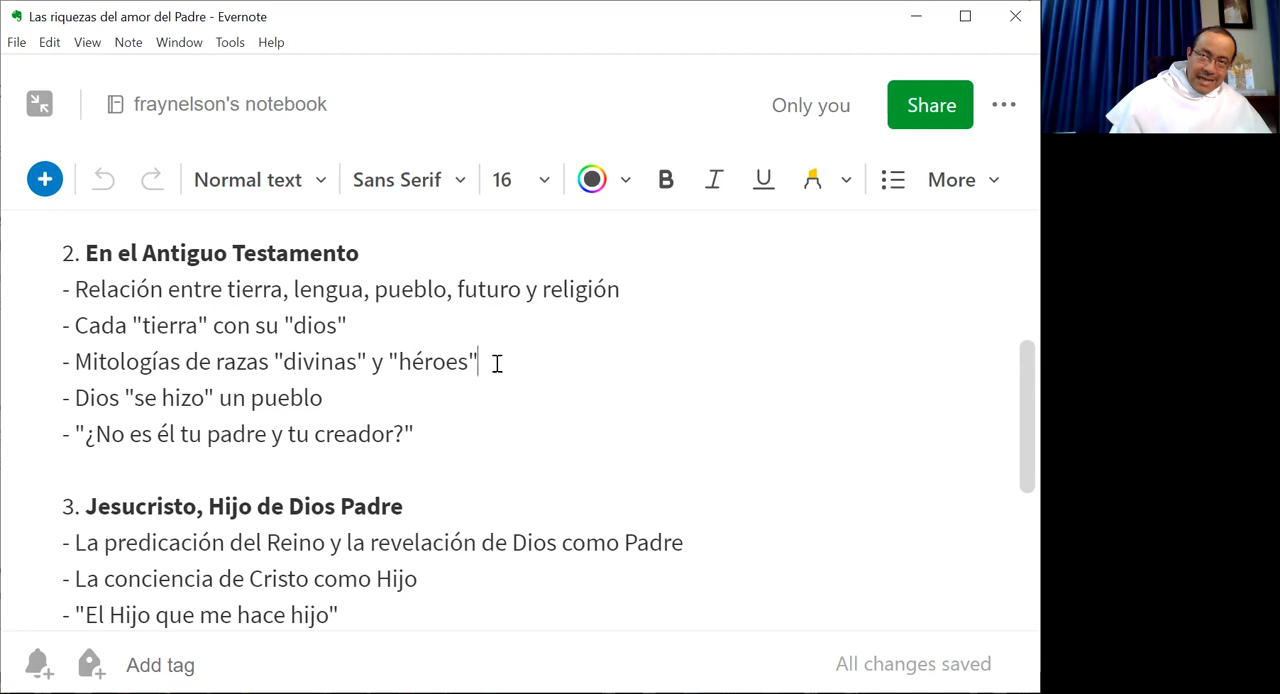 Las riquezas del amor del Padre - Evernote
File Edit View Note Window Tools Help
fraynelson's notebook
Only you
Share
Normal text
Sans Serif
16
B I U
More
2. En el Antiguo Testamento
- Relación entre tierra, lengua, pueblo, futuro y religión
- Cada "tierra" con su "dios"
- Mitologías de razas "divinas" y "héroes"
- Dios "se hizo" un pueblo
- "¿No es él tu padre y tu creador?"
3. Jesucristo, Hijo de Dios Padre
- La predicación del Reino y la revelación de Dios como Padre
- La conciencia de Cristo como Hijo
- "El Hijo que me hace hijo"
Add tag
All changes saved